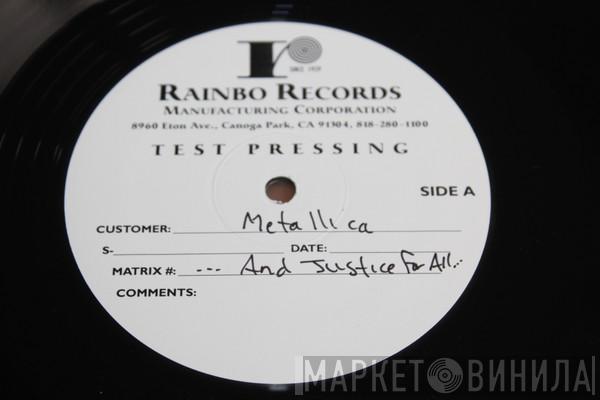 r
SINCE 1939
RAINBO RECORDS
MANUFACTURING CORPORATION
8960 Eton Ave., Canoga Park, CA 91304, 818-280-1100
TEST PRESSING
SIDE A
CUSTOMER: Metallica
S- DATE:
MATRIX #: --- And Justice for All...
COMMENTS:
МАРКЕТ ВИНИЛА